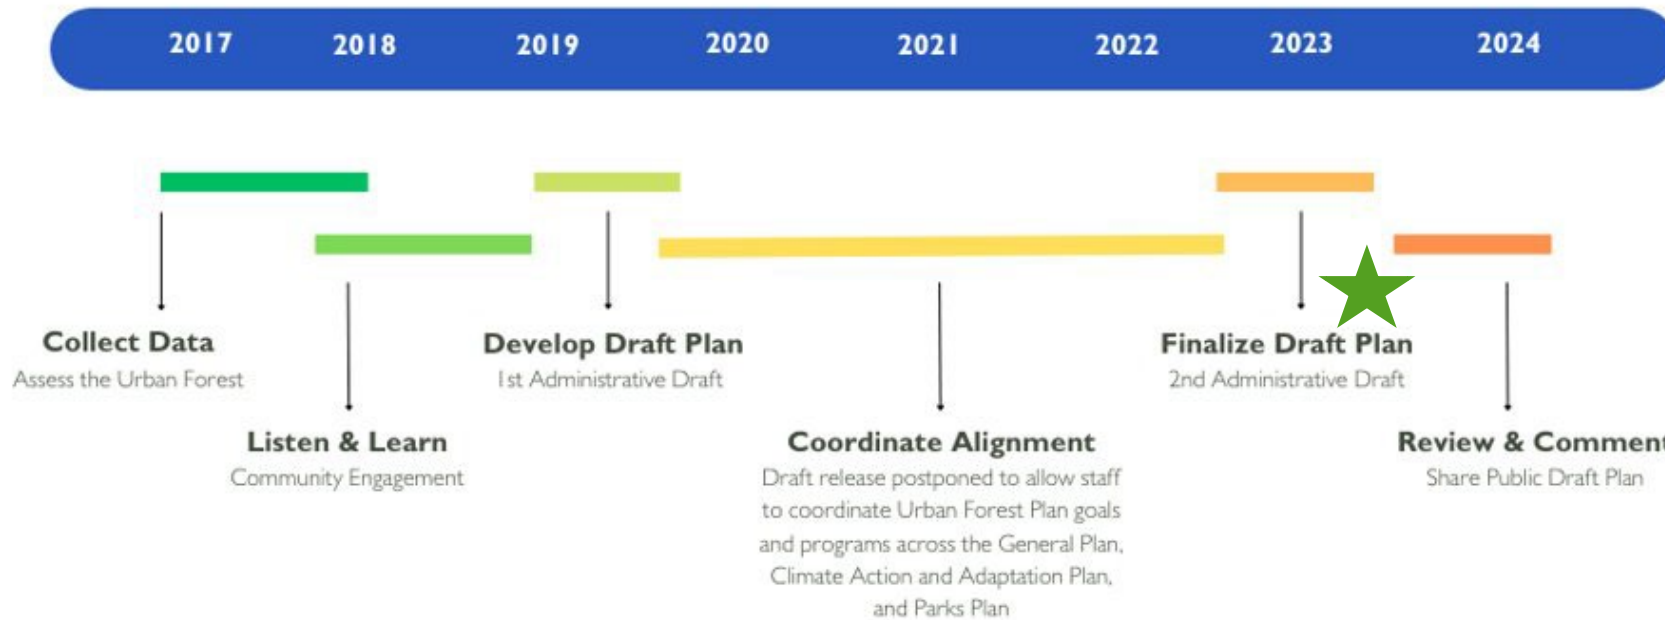 2017 2018 2019 2020 2021 2022 2023 2024
Collect Data
Assess the Urban Forest
Listen & Learn
Community Engagement
Develop Draft Plan
1st Administrative Draft
Coordinate Alignment
Draft release postponed to allow staff
to coordinate Urban Forest Plan goals
and programs across the General Plan,
Climate Action and Adaptation Plan,
and Parks Plan
Finalize Draft Plan
2nd Administrative Draft
Review & Comment
Share Public Draft Plan